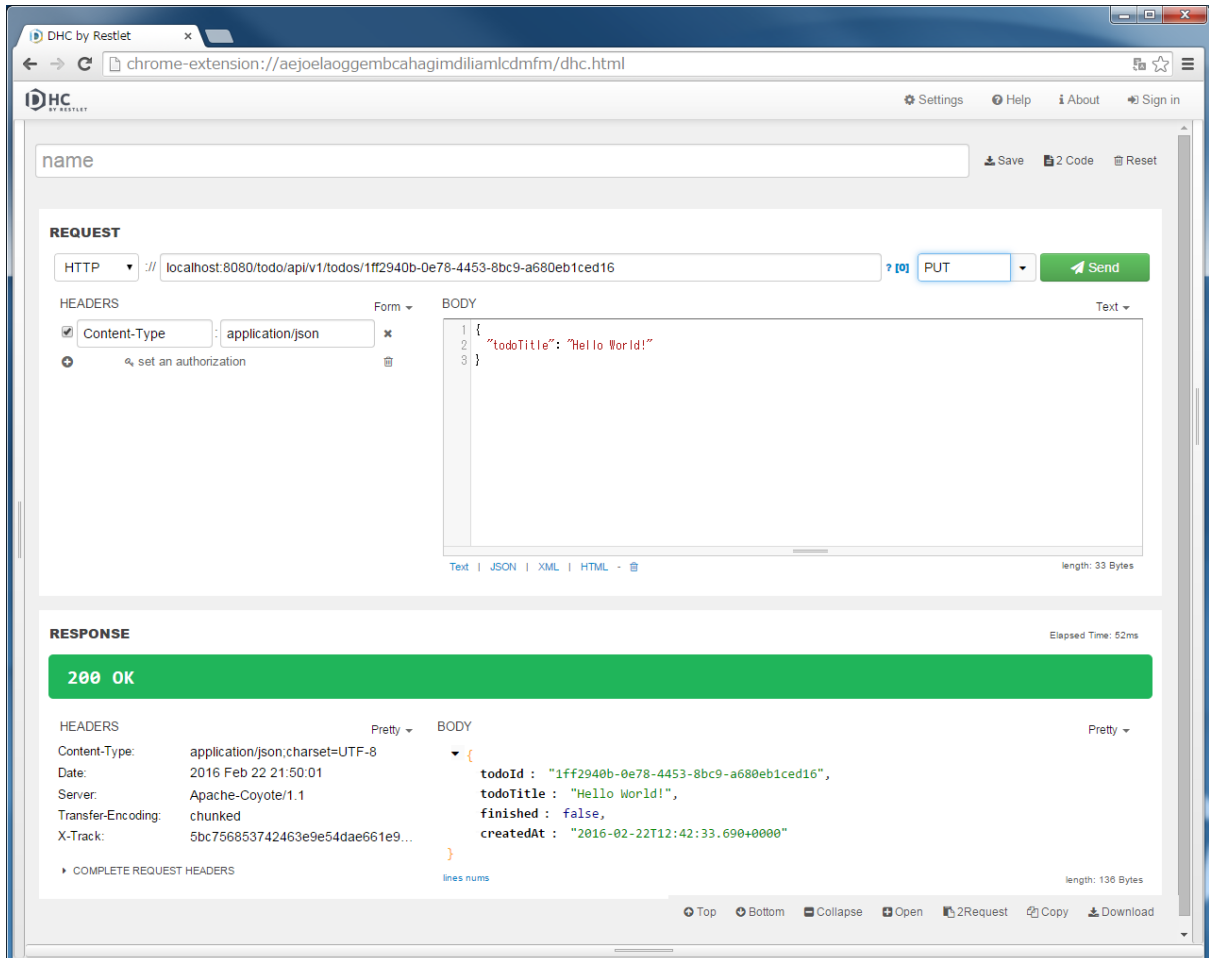 DHC by Restlet
chrome-extension://aejoelaoggembcahagimdiliamlcdmfm/dhc.html
DHC BY RESTLET Settings Help About Sign in
name Save 2 Code Reset
REQUEST
HTTP :// localhost:8080/todo/api/v1/todos/1ff2940b-0e78-4453-8bc9-a680eb1ced16 ? [0] PUT Send
HEADERS Form BODY Text
Content-Type : application/json
set an authorization
1 {
2 "todoTitle": "Hello World!"
3 }
Text | JSON | XML | HTML - length: 33 Bytes
RESPONSE Elapsed Time: 52ms
200 OK
HEADERS Pretty BODY Pretty
Content-Type: application/json;charset=UTF-8
Date: 2016 Feb 22 21:50:01
Server: Apache-Coyote/1.1
Transfer-Encoding: chunked
X-Track: 5bc756853742463e9e54dae661e9...
COMPLETE REQUEST HEADERS
{
todoId : "1ff2940b-0e78-4453-8bc9-a680eb1ced16",
todoTitle : "Hello World!",
finished : false,
createdAt : "2016-02-22T12:42:33.690+0000"
}
lines nums length: 136 Bytes
Top Bottom Collapse Open 2Request Copy Download